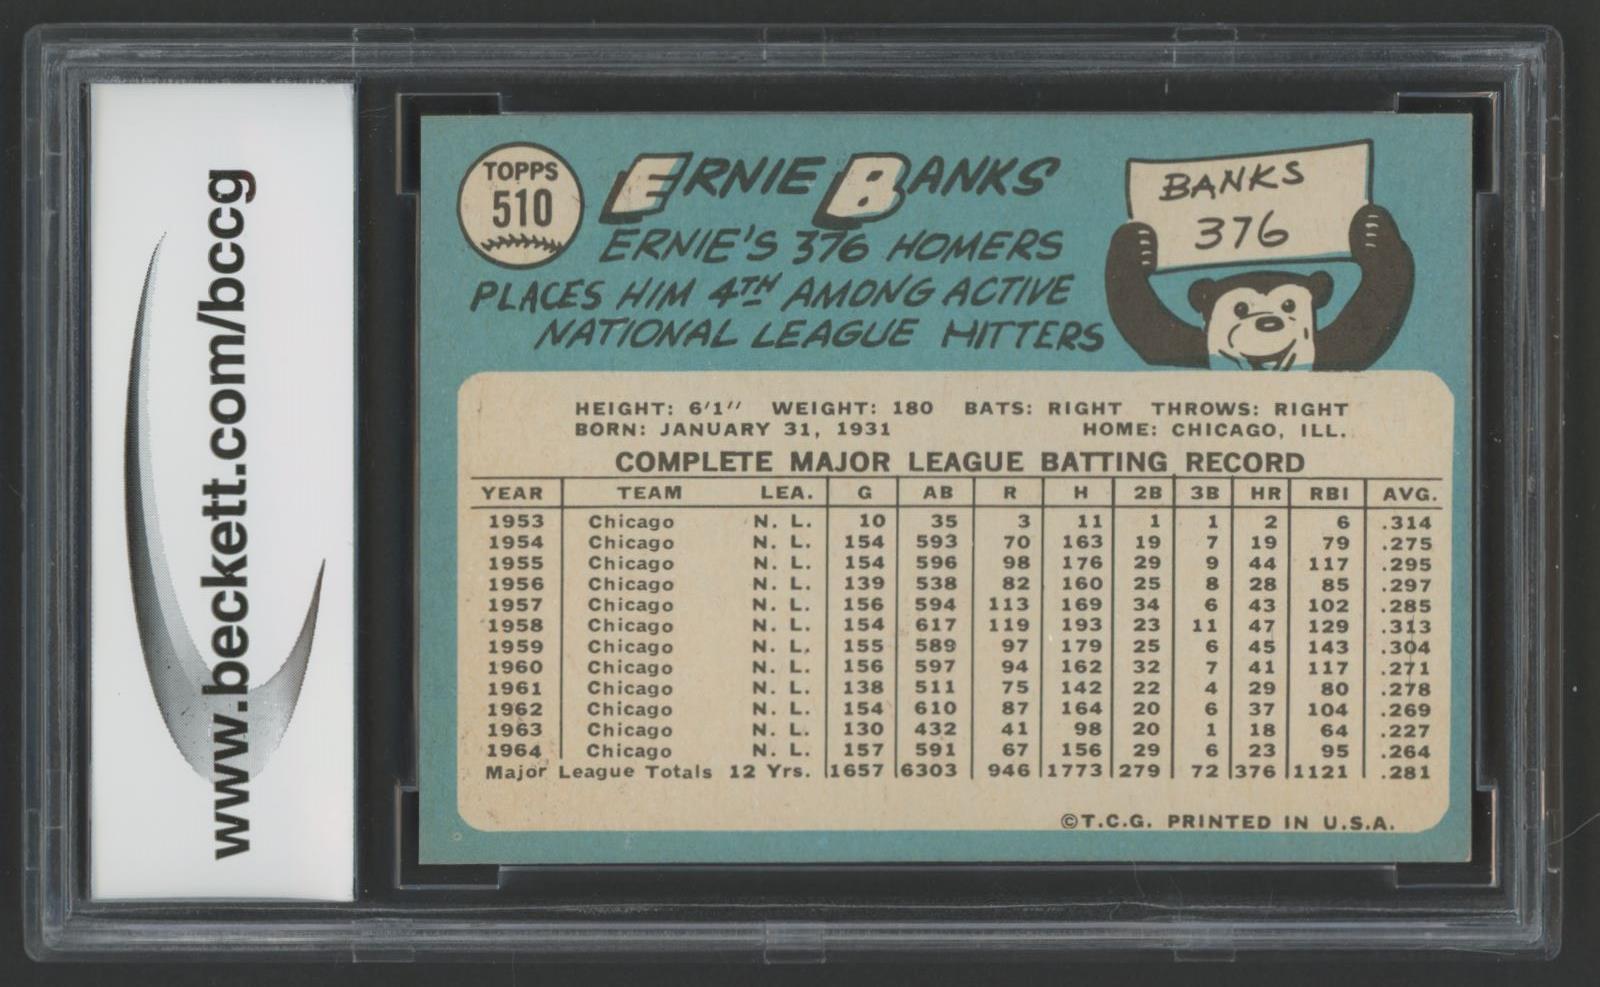 www.beckett.com/bccg
TOPPS
510
ERNIE BANKS
ERNIE'S 376 HOMERS
PLACES HIM 4TH AMONG ACTIVE
NATIONAL LEAGUE HITTERS
BANKS
376
HEIGHT: 6'1" WEIGHT: 180 BATS: RIGHT THROWS: RIGHT
BORN: JANUARY 31, 1931 HOME: CHICAGO, ILL.
COMPLETE MAJOR LEAGUE BATTING RECORD
YEAR TEAM LEA. G AB R H 2B 3B HR RBI AVG.
1953 Chicago N. L. 10 35 3 11 1 1 2 6 .314
1954 Chicago N. L. 154 593 70 163 19 7 19 79 .275
1955 Chicago N. L. 154 596 98 176 29 9 44 117 .295
1956 Chicago N. L. 139 538 82 160 25 8 28 85 .297
1957 Chicago N. L. 156 594 113 169 34 6 43 102 .285
1958 Chicago N. L. 154 617 119 193 23 11 47 129 .313
1959 Chicago N. L. 155 589 97 179 25 6 45 143 .304
1960 Chicago N. L. 156 597 94 162 32 7 41 117 .271
1961 Chicago N. L. 138 511 75 142 22 4 29 80 .278
1962 Chicago N. L. 154 610 87 164 20 6 37 104 .269
1963 Chicago N. L. 130 432 41 98 20 1 18 64 .227
1964 Chicago N. L. 157 591 67 156 29 6 23 95 .264
Major League Totals 12 Yrs. 1657 6303 946 1773 279 72 376 1121 .281
©T.C.G. PRINTED IN U.S.A.